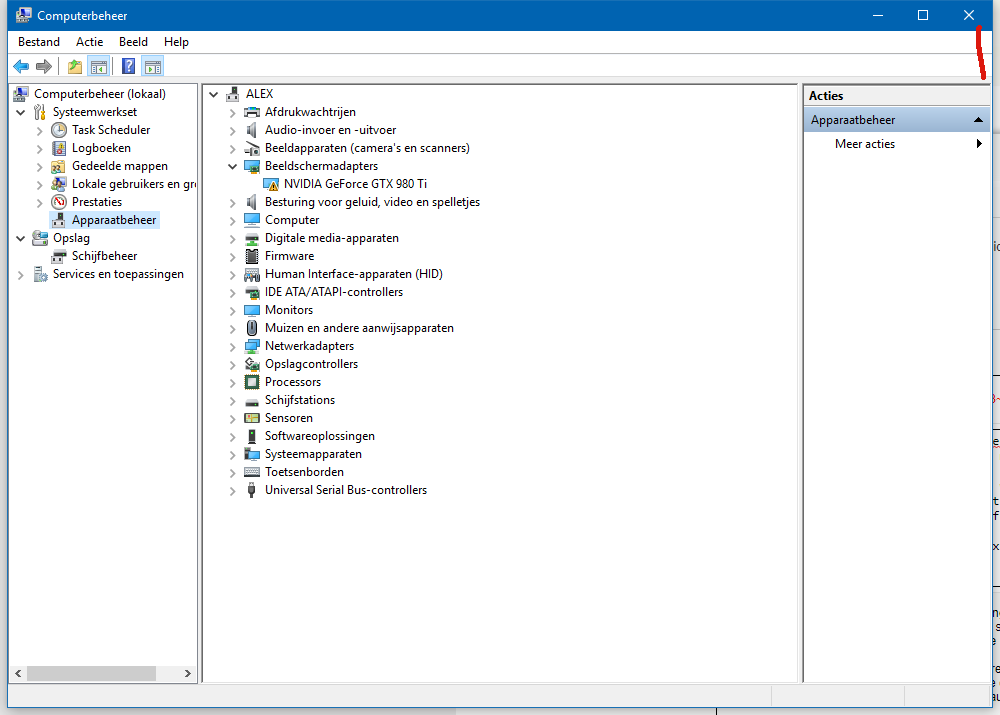 Computerbeheer
Bestand Actie Beeld Help
Computerbeheer (lokaal)
Systeemwerkset
Task Scheduler
Logboeken
Gedeelde mappen
Lokale gebruikers en gr
Prestaties
Apparaatbeheer
Opslag
Schijfbeheer
Services en toepassingen
ALEX
Afdrukwachtrijen
Audio-invoer en -uitvoer
Beeldapparaten (camera's en scanners)
Beeldschermadapters
NVIDIA GeForce GTX 980 Ti
Besturing voor geluid, video en spelletjes
Computer
Digitale media-apparaten
Firmware
Human Interface-apparaten (HID)
IDE ATA/ATAPI-controllers
Monitors
Muizen en andere aanwijsapparaten
Netwerkadapters
Opslagcontrollers
Processors
Schijfstations
Sensoren
Softwareoplossingen
Systeemapparaten
Toetsenborden
Universal Serial Bus-controllers
Acties
Apparaatbeheer
Meer acties